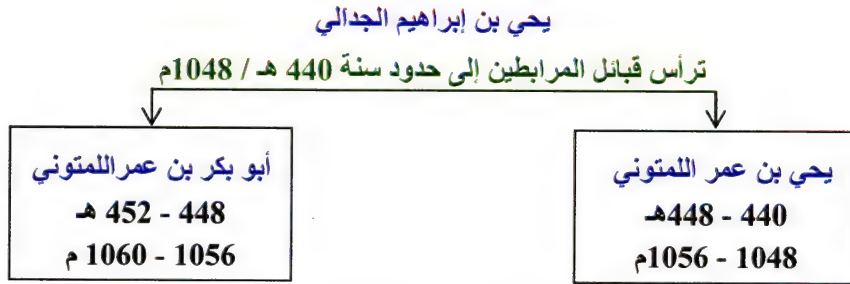 يحي بن إبراهيم الجدالي
ترأس قبائل المرابطين إلى حدود سنة 440 هـ / 1048م
يحي بن عمر اللمتوني
440 - 448هـ
1048 - 1056م
أبو بكر بن عمراللمتوني
448 - 452 هـ
1056 - 1060 م